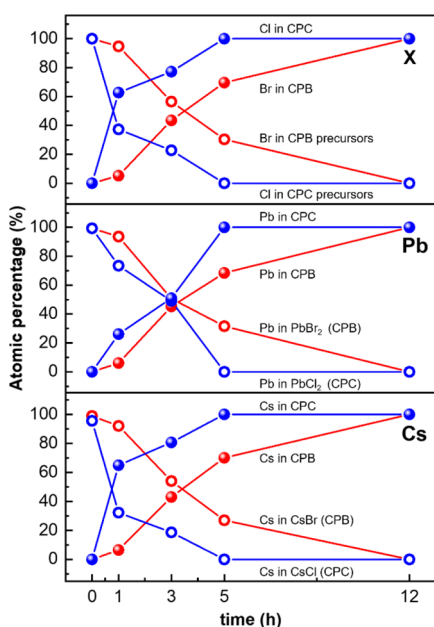 Atomic percentage (%)
100
80
60
40
20
0
Cl in CPC
X
Br in CPB
Br in CPB precursors
Cl in CPC precursors
100
80
60
40
20
0
Pb in CPC
Pb
Pb in CPB
Pb in PbBr₂ (CPB)
Pb in PbCl₂ (CPC)
100
80
60
40
20
0
Cs in CPC
Cs
Cs in CPB
Cs in CsBr (CPB)
Cs in CsCl (CPC)
0 1 3 5 12
time (h)